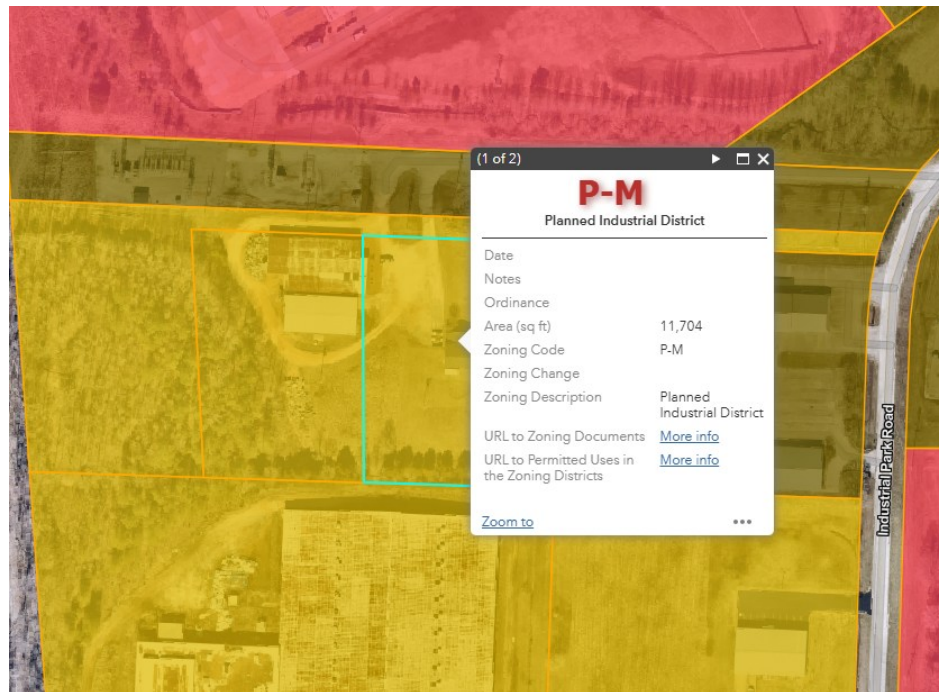 (1 of 2)
P-M
Planned Industrial District
Date
Notes
Ordinance
Area (sq ft) 11,704
Zoning Code P-M
Zoning Change
Zoning Description Planned
Industrial District
URL to Zoning Documents More info
URL to Permitted Uses in More info
the Zoning Districts
Zoom to
Industrial Park Road